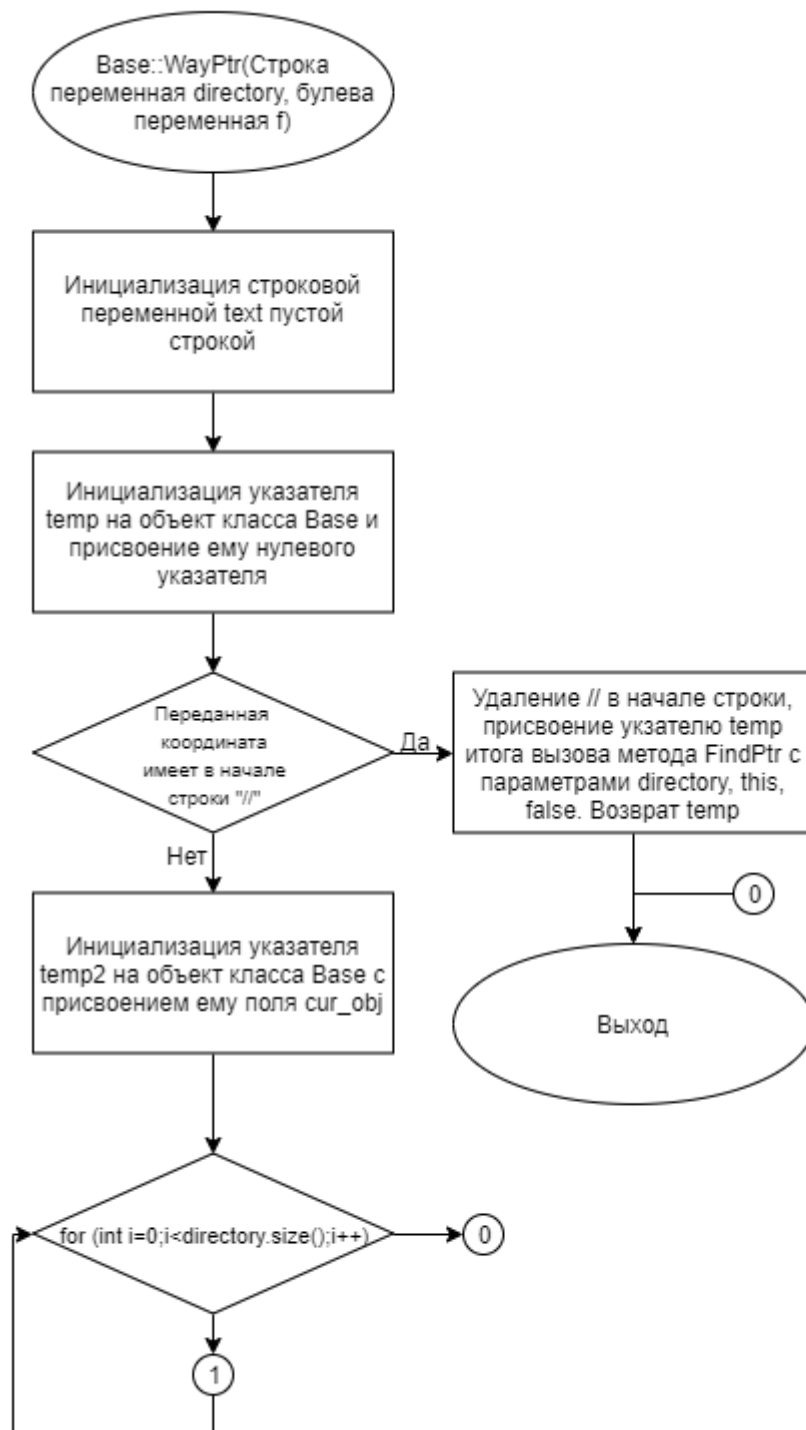 Base::WayPtr(Строка
переменная directory, булева
переменная f)
Инициализация строковой
переменной text пустой
строкой
Инициализация указателя
temp на объект класса Base и
присвоение ему нулевого
указателя
Переданная
координата
имеет в начале
строки "//"
Да
Удаление // в начале строки,
присвоение укзателю temp
итога вызова метода FindPtr с
параметрами directory, this,
false. Возврат temp
Нет
0
Инициализация указателя
temp2 на объект класса Base с
присвоением ему поля cur_obj
Выход
for (int i=0;i<directory.size();i++)
0
1